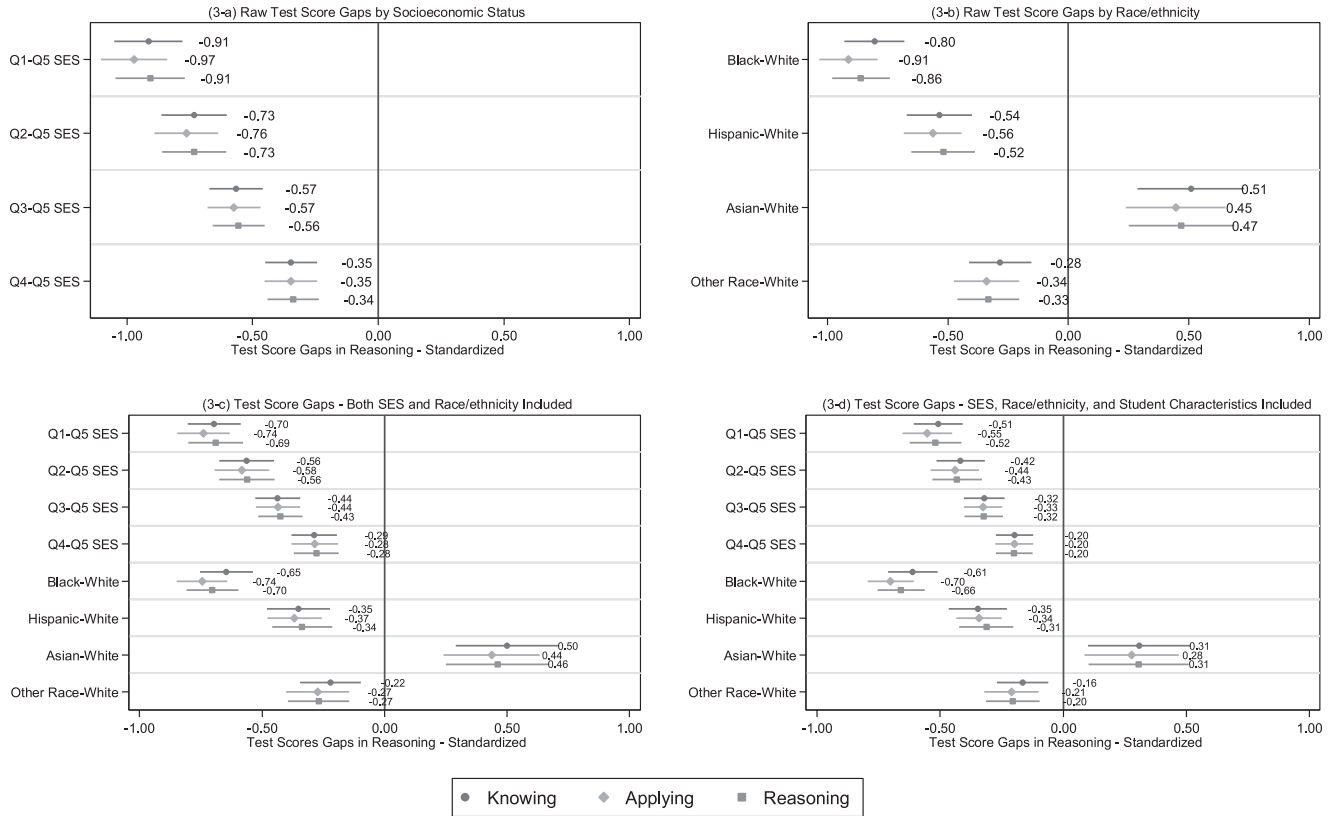 (3-a) Raw Test Score Gaps by Socioeconomic Status
Q1-Q5 SES
-0.91
-0.97
-0.91
Q2-Q5 SES
-0.73
-0.76
-0.73
Q3-Q5 SES
-0.57
-0.57
-0.56
Q4-Q5 SES
-0.35
-0.35
-0.34
-1.00 -0.50 0.00 0.50 1.00
Test Score Gaps in Reasoning - Standardized
(3-b) Raw Test Score Gaps by Race/ethnicity
Black-White
-0.80
-0.91
-0.86
Hispanic-White
-0.54
-0.56
-0.52
Asian-White
0.51
0.45
0.47
Other Race-White
-0.28
-0.34
-0.33
-1.00 -0.50 0.00 0.50 1.00
Test Score Gaps in Reasoning - Standardized
(3-c) Test Score Gaps - Both SES and Race/ethnicity Included
Q1-Q5 SES
-0.70
-0.74
-0.69
Q2-Q5 SES
-0.56
-0.58
-0.56
Q3-Q5 SES
-0.44
-0.44
-0.43
Q4-Q5 SES
-0.29
-0.28
-0.28
Black-White
-0.65
-0.74
-0.70
Hispanic-White
-0.35
-0.37
-0.34
Asian-White
0.50
0.44
0.46
Other Race-White
-0.22
-0.27
-0.27
-1.00 -0.50 0.00 0.50 1.00
Test Scores Gaps in Reasoning - Standardized
(3-d) Test Score Gaps - SES, Race/ethnicity, and Student Characteristics Included
Q1-Q5 SES
-0.51
-0.55
-0.52
Q2-Q5 SES
-0.42
-0.44
-0.43
Q3-Q5 SES
-0.32
-0.33
-0.32
Q4-Q5 SES
-0.20
-0.20
-0.20
Black-White
-0.61
-0.70
-0.66
Hispanic-White
-0.35
-0.34
-0.31
Asian-White
0.31
0.28
0.31
Other Race-White
-0.16
-0.21
-0.20
-1.00 -0.50 0.00 0.50 1.00
Test Score Gaps in Reasoning - Standardized
Knowing Applying Reasoning